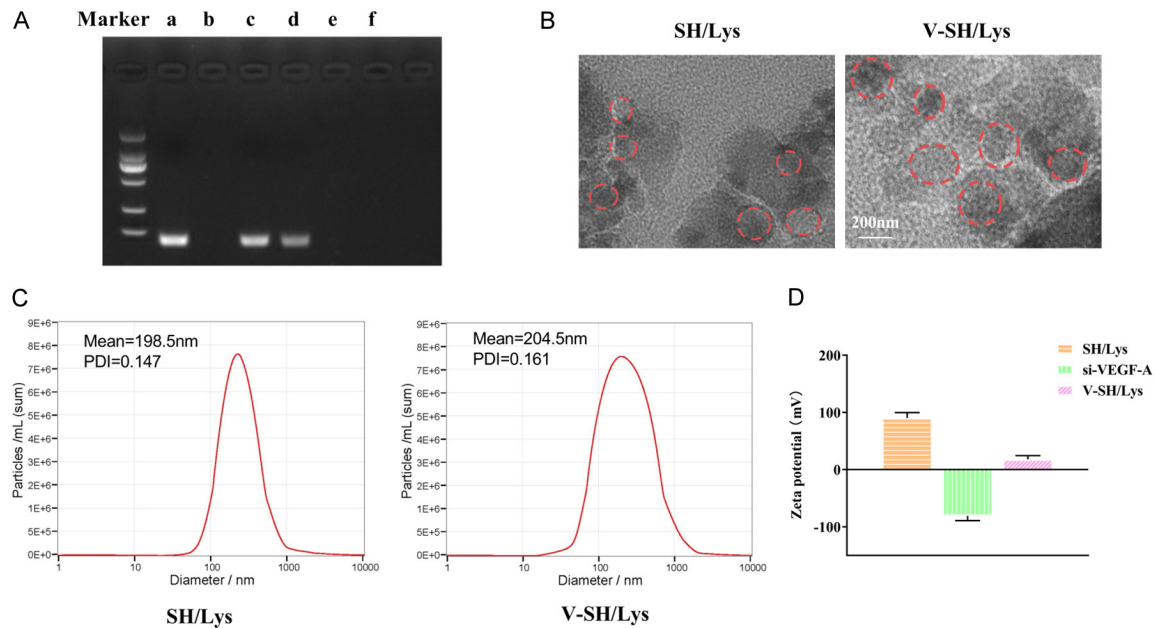 A
Marker a b c d e f
B
SH/Lys
V-SH/Lys
200nm
C
Mean=198.5nm
PDI=0.147
Particles /mL (sum)
9E+6
8E+6
7E+6
6E+6
5E+6
4E+6
3E+6
2E+6
1E+6
5E+5
0E+0
1 10 100 1000 10000
Diameter / nm
SH/Lys
Mean=204.5nm
PDI=0.161
Particles /mL (sum)
9E+6
8E+6
7E+6
6E+6
5E+6
4E+6
3E+6
2E+6
1E+6
5E+5
0E+0
1 10 100 1000 10000
Diameter / nm
V-SH/Lys
D
SH/Lys
si-VEGF-A
V-SH/Lys
Zeta potential (mV)
200
100
0
-100